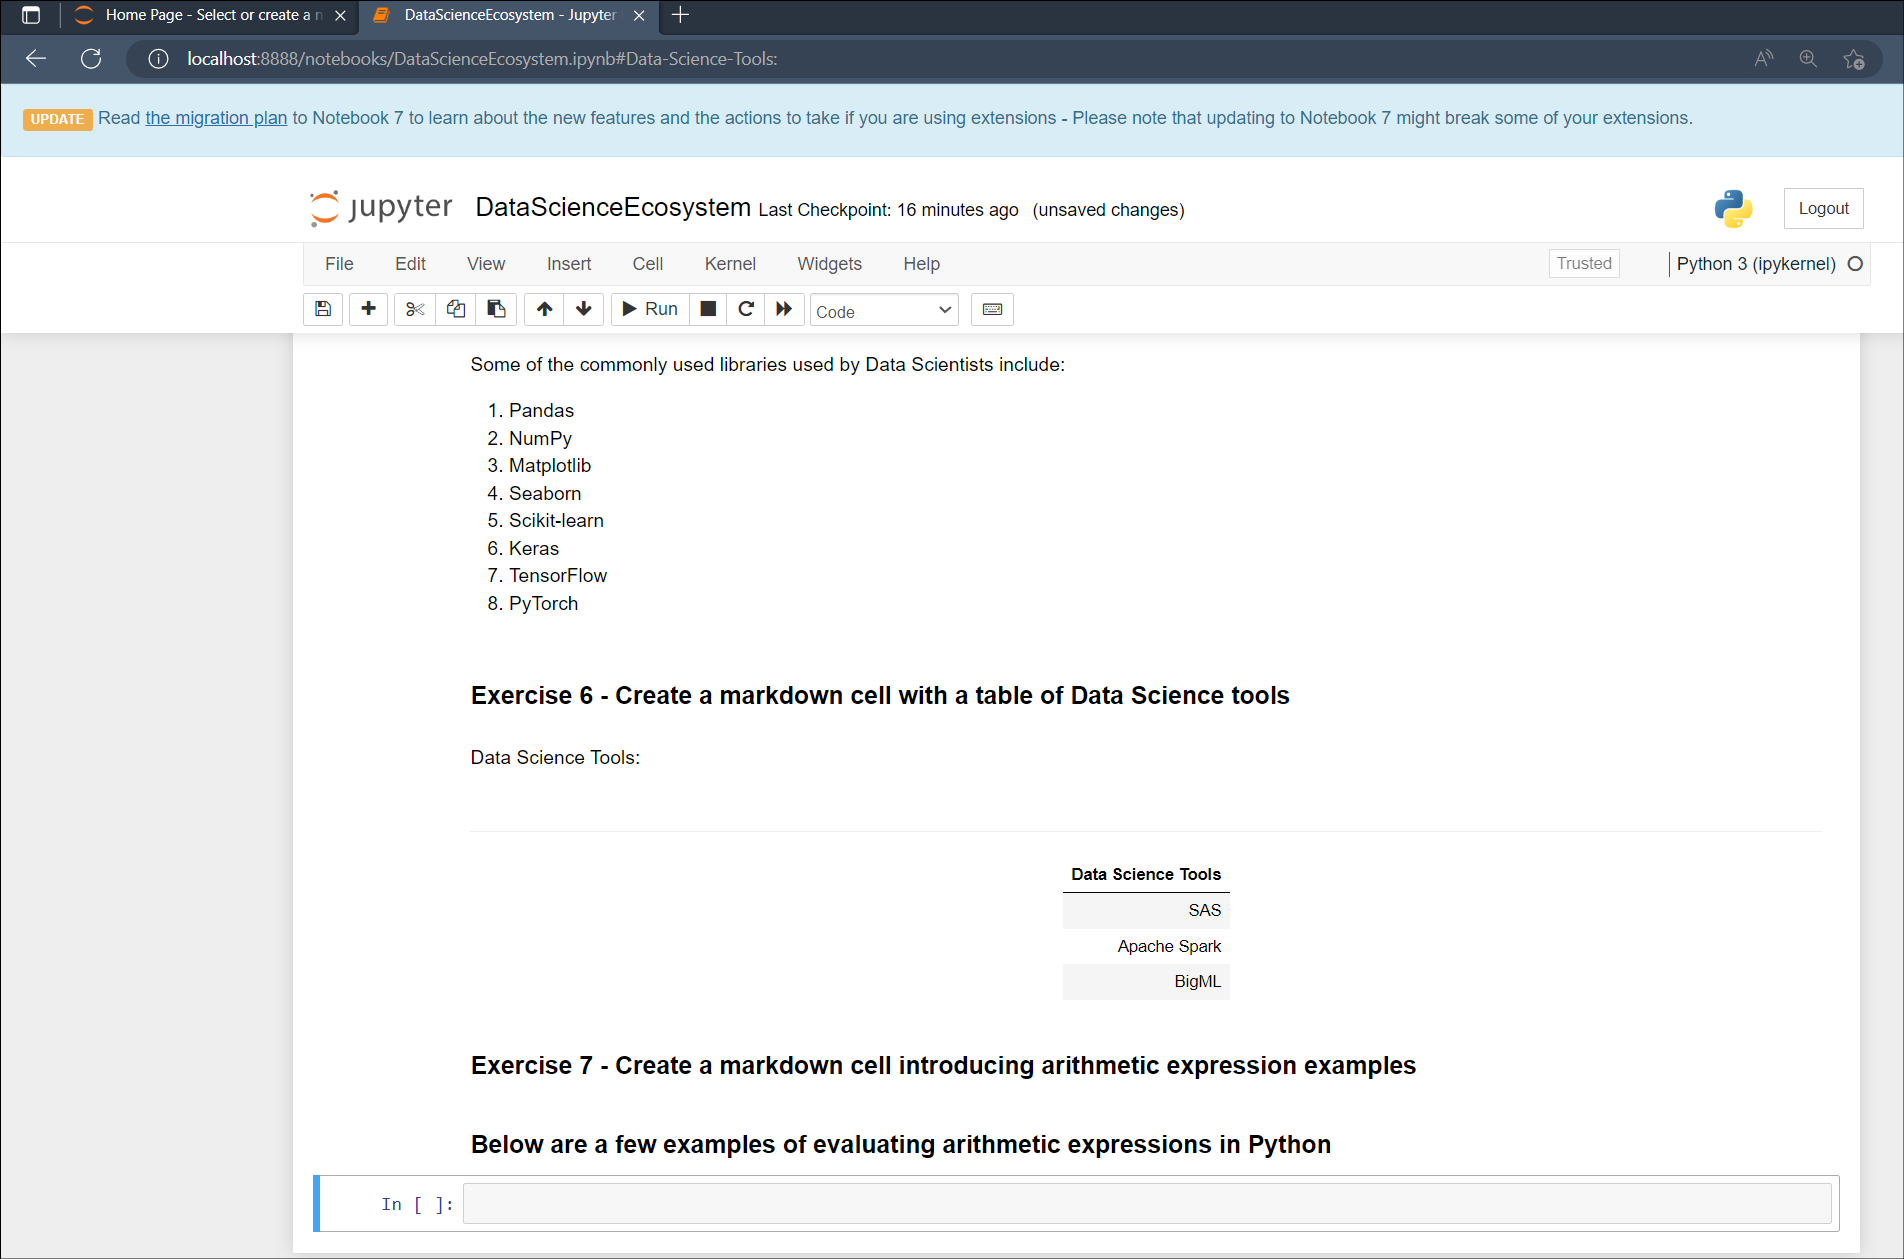 Home Page - Select or create a n
DataScienceEcosystem - Jupyter
localhost:8888/notebooks/DataScienceEcosystem.ipynb#Data-Science-Tools:
UPDATE Read the migration plan to Notebook 7 to learn about the new features and the actions to take if you are using extensions - Please note that updating to Notebook 7 might break some of your extensions.
jupyter DataScienceEcosystem Last Checkpoint: 16 minutes ago (unsaved changes)
Logout
File Edit View Insert Cell Kernel Widgets Help Trusted Python 3 (ipykernel)
Run Code
Some of the commonly used libraries used by Data Scientists include:
1. Pandas
2. NumPy
3. Matplotlib
4. Seaborn
5. Scikit-learn
6. Keras
7. TensorFlow
8. PyTorch
Exercise 6 - Create a markdown cell with a table of Data Science tools
Data Science Tools:
Data Science Tools
SAS
Apache Spark
BigML
Exercise 7 - Create a markdown cell introducing arithmetic expression examples
Below are a few examples of evaluating arithmetic expressions in Python
In [ ]: